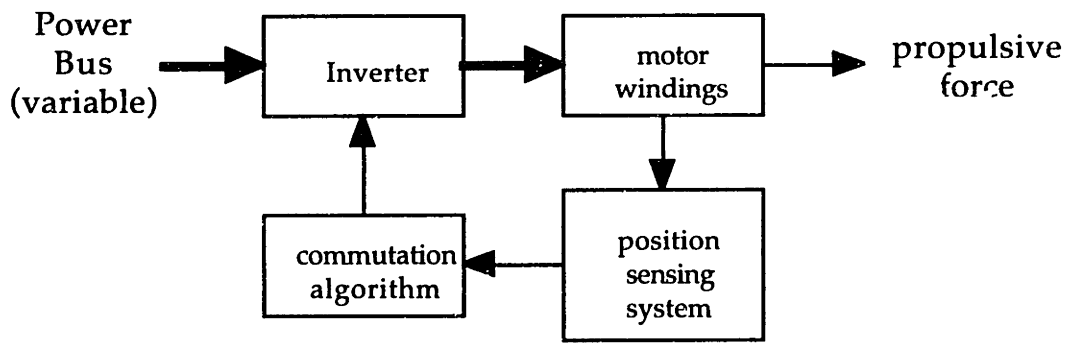 Power
Bus
(variable)
Inverter
motor
windings
propulsive
force
commutation
algorithm
position
sensing
system